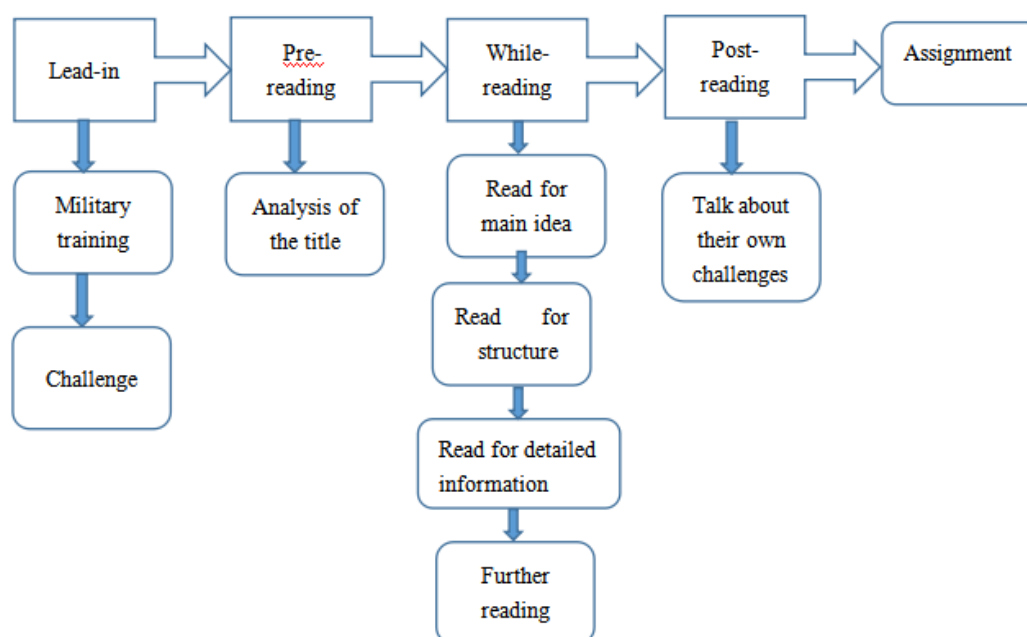 Lead-in
Pre-
reading
While-
reading
Post-
reading
Assignment
Military
training
Challenge
Analysis of
the title
Read for
main idea
Read for
structure
Read for detailed
information
Further
reading
Talk about
their own
challenges